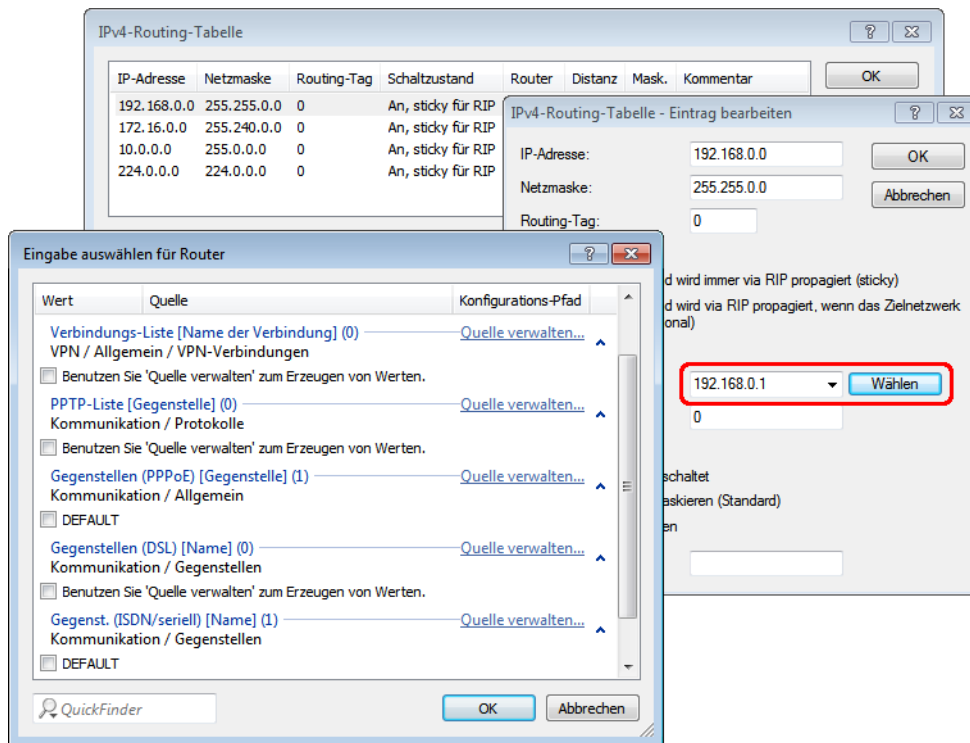 IPv4-Routing-Tabelle
IP-Adresse Netzmaske Routing-Tag Schaltzustand Router Distanz Mask. Kommentar OK
192.168.0.0 255.255.0.0 0 An, sticky für RIP
172.16.0.0 255.240.0.0 0 An, sticky für RIP
10.0.0.0 255.0.0.0 0 An, sticky für RIP
224.0.0.0 224.0.0.0 0 An, sticky für RIP
IPv4-Routing-Tabelle - Eintrag bearbeiten
IP-Adresse: 192.168.0.0 OK
Netzmaske: 255.255.0.0 Abbrechen
Routing-Tag: 0
d wird immer via RIP propagiert (sticky)
d wird via RIP propagiert, wenn das Zielnetzwerk
onal)
192.168.0.1 Wählen
0
schaltet
askieren (Standard)
en
Eingabe auswählen für Router
Wert Quelle Konfigurations-Pfad
Verbindungs-Liste [Name der Verbindung] (0) Quelle verwalten...
VPN / Allgemein / VPN-Verbindungen
Benutzen Sie 'Quelle verwalten' zum Erzeugen von Werten.
PPTP-Liste [Gegenstelle] (0) Quelle verwalten...
Kommunikation / Protokolle
Benutzen Sie 'Quelle verwalten' zum Erzeugen von Werten.
Gegenstellen (PPPoE) [Gegenstelle] (1) Quelle verwalten...
Kommunikation / Allgemein
DEFAULT
Gegenstellen (DSL) [Name] (0) Quelle verwalten...
Kommunikation / Gegenstellen
Benutzen Sie 'Quelle verwalten' zum Erzeugen von Werten.
Gegenst. (ISDN/seriell) [Name] (1) Quelle verwalten...
Kommunikation / Gegenstellen
DEFAULT
QuickFinder OK Abbrechen